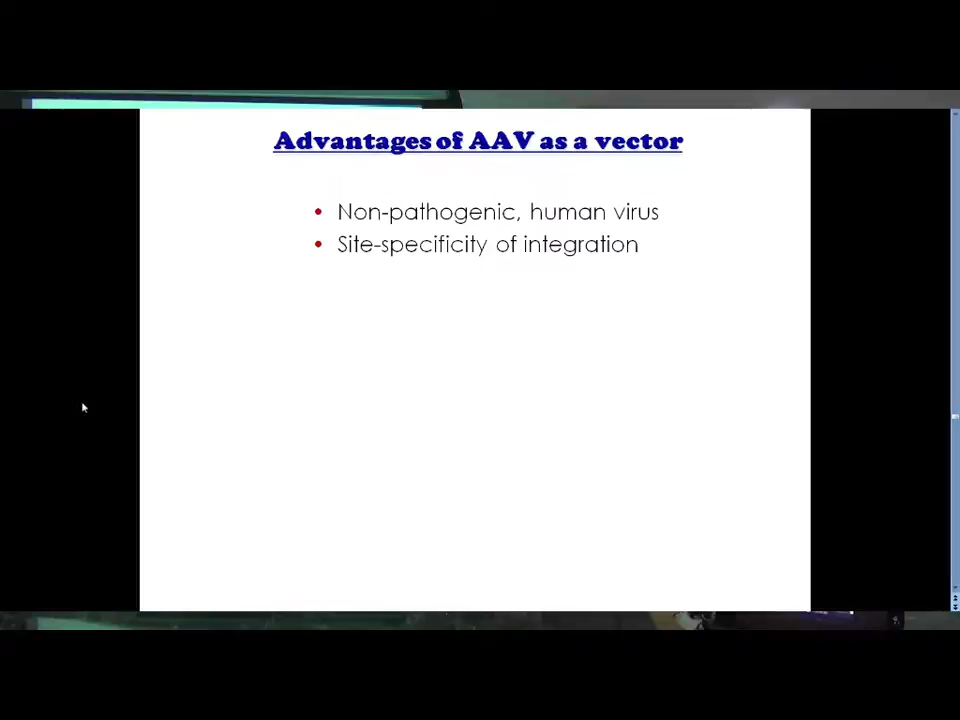 Advantages of AAV as a vector
• Non-pathogenic, human virus
• Site-specificity of integration